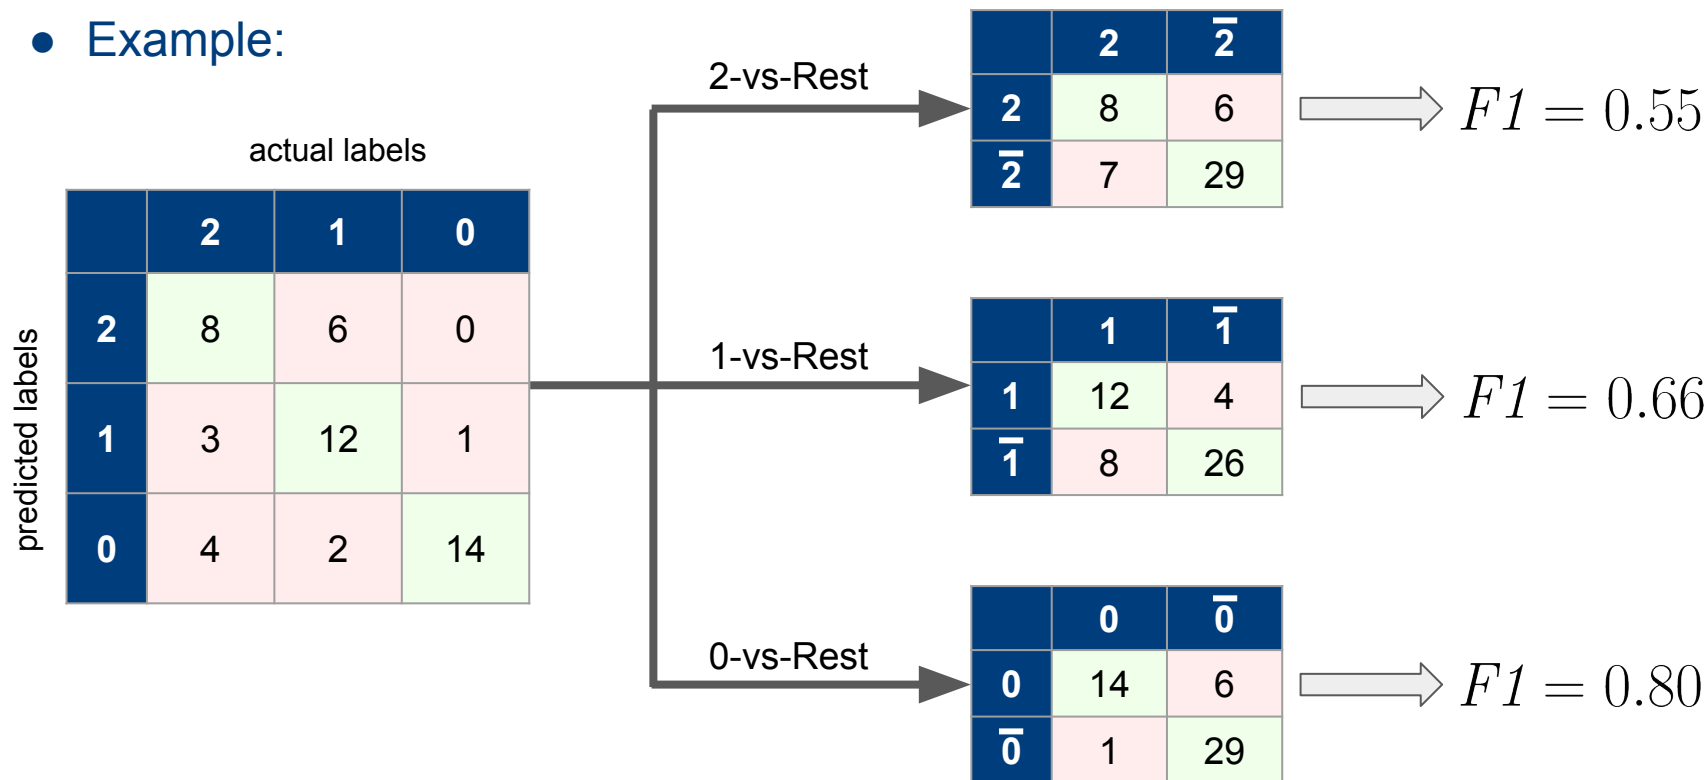 ● Example:
actual labels
predicted labels
2 1 0
2 8 6 0
1 3 12 1
0 4 2 14
2-vs-Rest
2 2̅
2 8 6
2̅ 7 29
F1 = 0.55
1-vs-Rest
1 1̅
1 12 4
1̅ 8 26
F1 = 0.66
0-vs-Rest
0 0̅
0 14 6
0̅ 1 29
F1 = 0.80